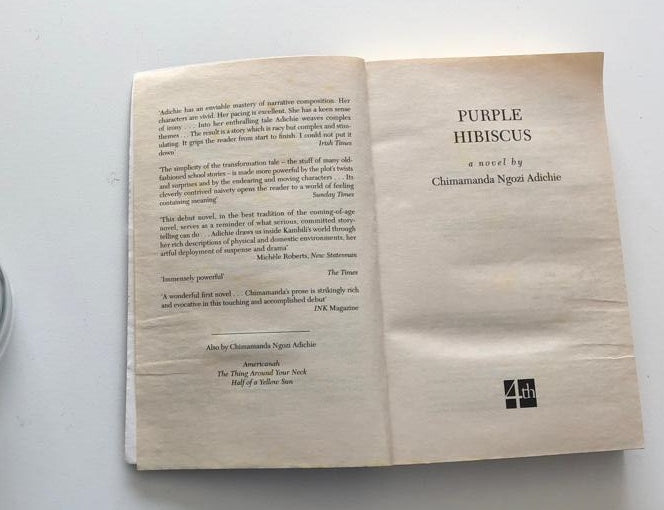 'Adichie has an enviable mastery of narrative composition. Her
characters are vivid. Her pacing is excellent. She has a keen sense
of irony . . . Into her enthralling tale Adichie weaves complex
themes . . . The result is a story which is racy but complex and stim-
ulating. It grips the reader from start to finish. I could not put it
down'
Irish Times
'The simplicity of the transformation tale – the stuff of many old-
fashioned school stories – is made more powerful by the plot's twists
and surprises and by the endearing and moving characters . . . Its
cleverly contrived naivety opens the reader to a world of feeling
containing meaning'
Sunday Times
'This debut novel, in the best tradition of the coming-of-age
novel, serves as a reminder of what serious, committed story-
telling can do . . . Adichie draws us inside Kambili's world through
her rich descriptions of physical and domestic environments, her
artful deployment of suspense and drama'
Michèle Roberts, New Statesman
'Immensely powerful'
The Times
'A wonderful first novel . . . Chimamanda's prose is strikingly rich
and evocative in this touching and accomplished debut'
INK Magazine
Also by Chimamanda Ngozi Adichie
Americanah
The Thing Around Your Neck
Half of a Yellow Sun
PURPLE
HIBISCUS
a novel by
Chimamanda Ngozi Adichie
4th